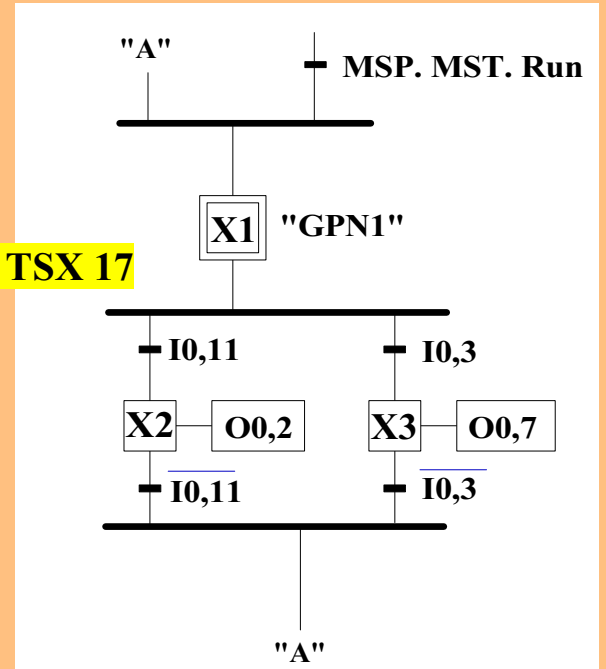 "A"
MSP. MST. Run
X1 "GPN1"
TSX 17
I0,11 I0,3
X2 O0,2 X3 O0,7
I0,11 I0,3
"A"